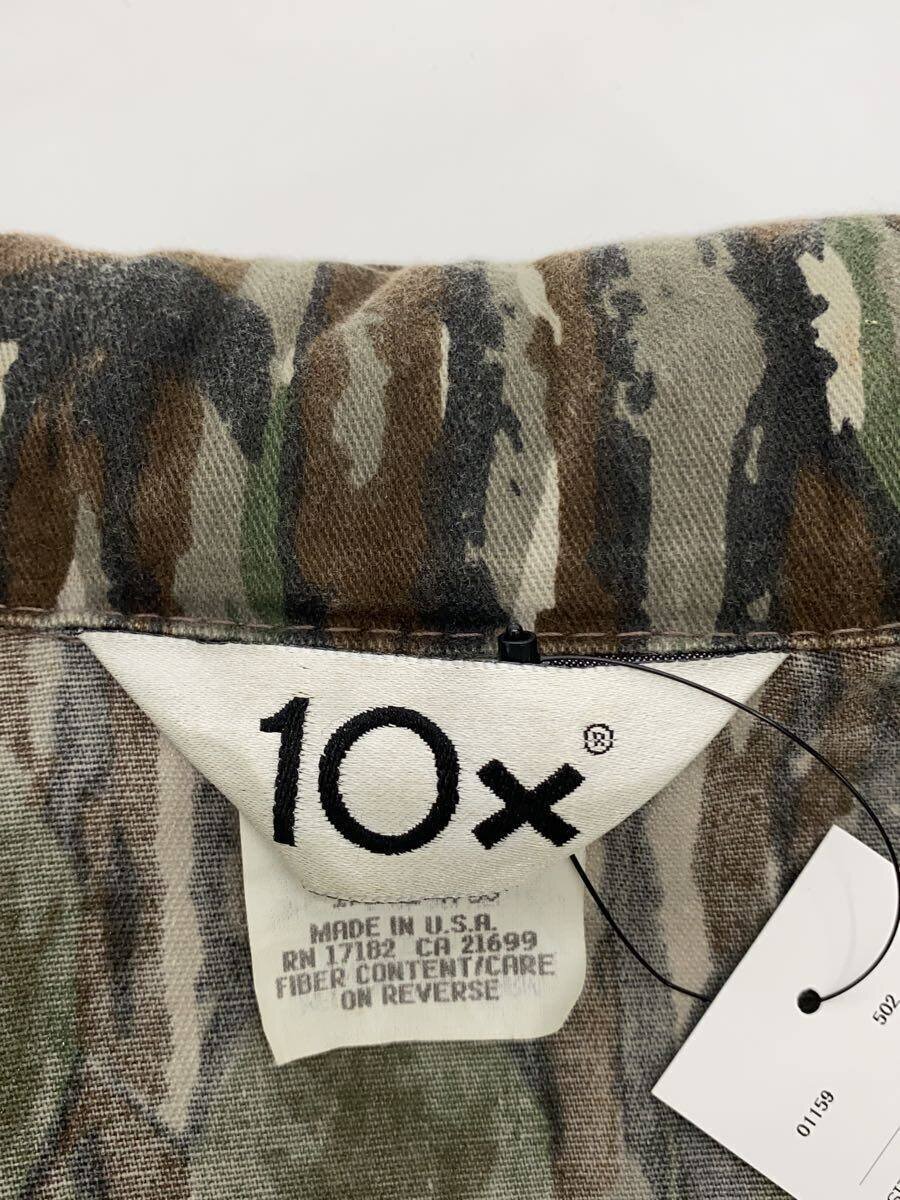 10x®
MADE IN U.S.A.
RN 17182 CA 21699
FIBER CONTENT/CARE
ON REVERSE
502
01159